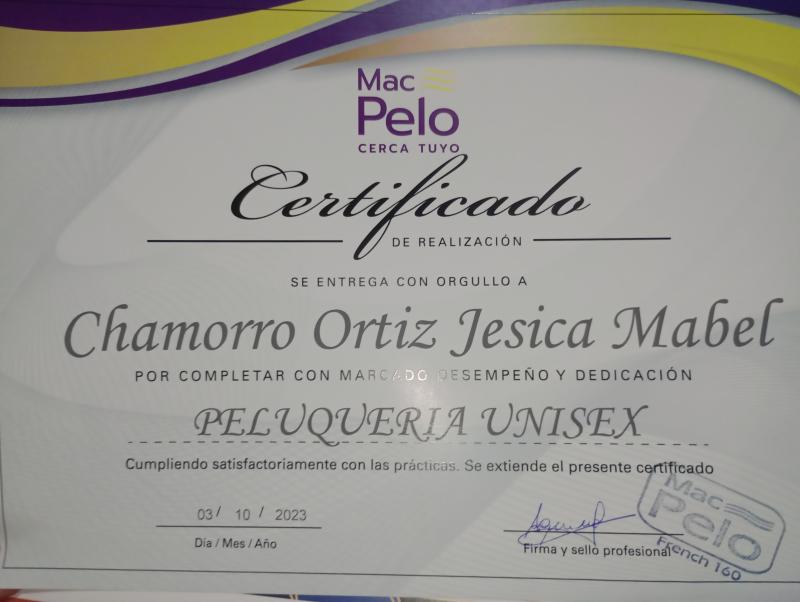 Mac
Pelo
CERCA TUYO
Certificado
DE REALIZACIÓN
SE ENTREGA CON ORGULLO A
Chamorro Ortiz Jesica Mabel
POR COMPLETAR CON MARCADO DESEMPEÑO Y DEDICACIÓN
PELUQUERIA UNISEX
Cumpliendo satisfactoriamente con las prácticas. Se extiende el presente certificado
03/ 10 / 2023
Día / Mes / Año
Firma y sello profesional
Mac
Pelo
French 160